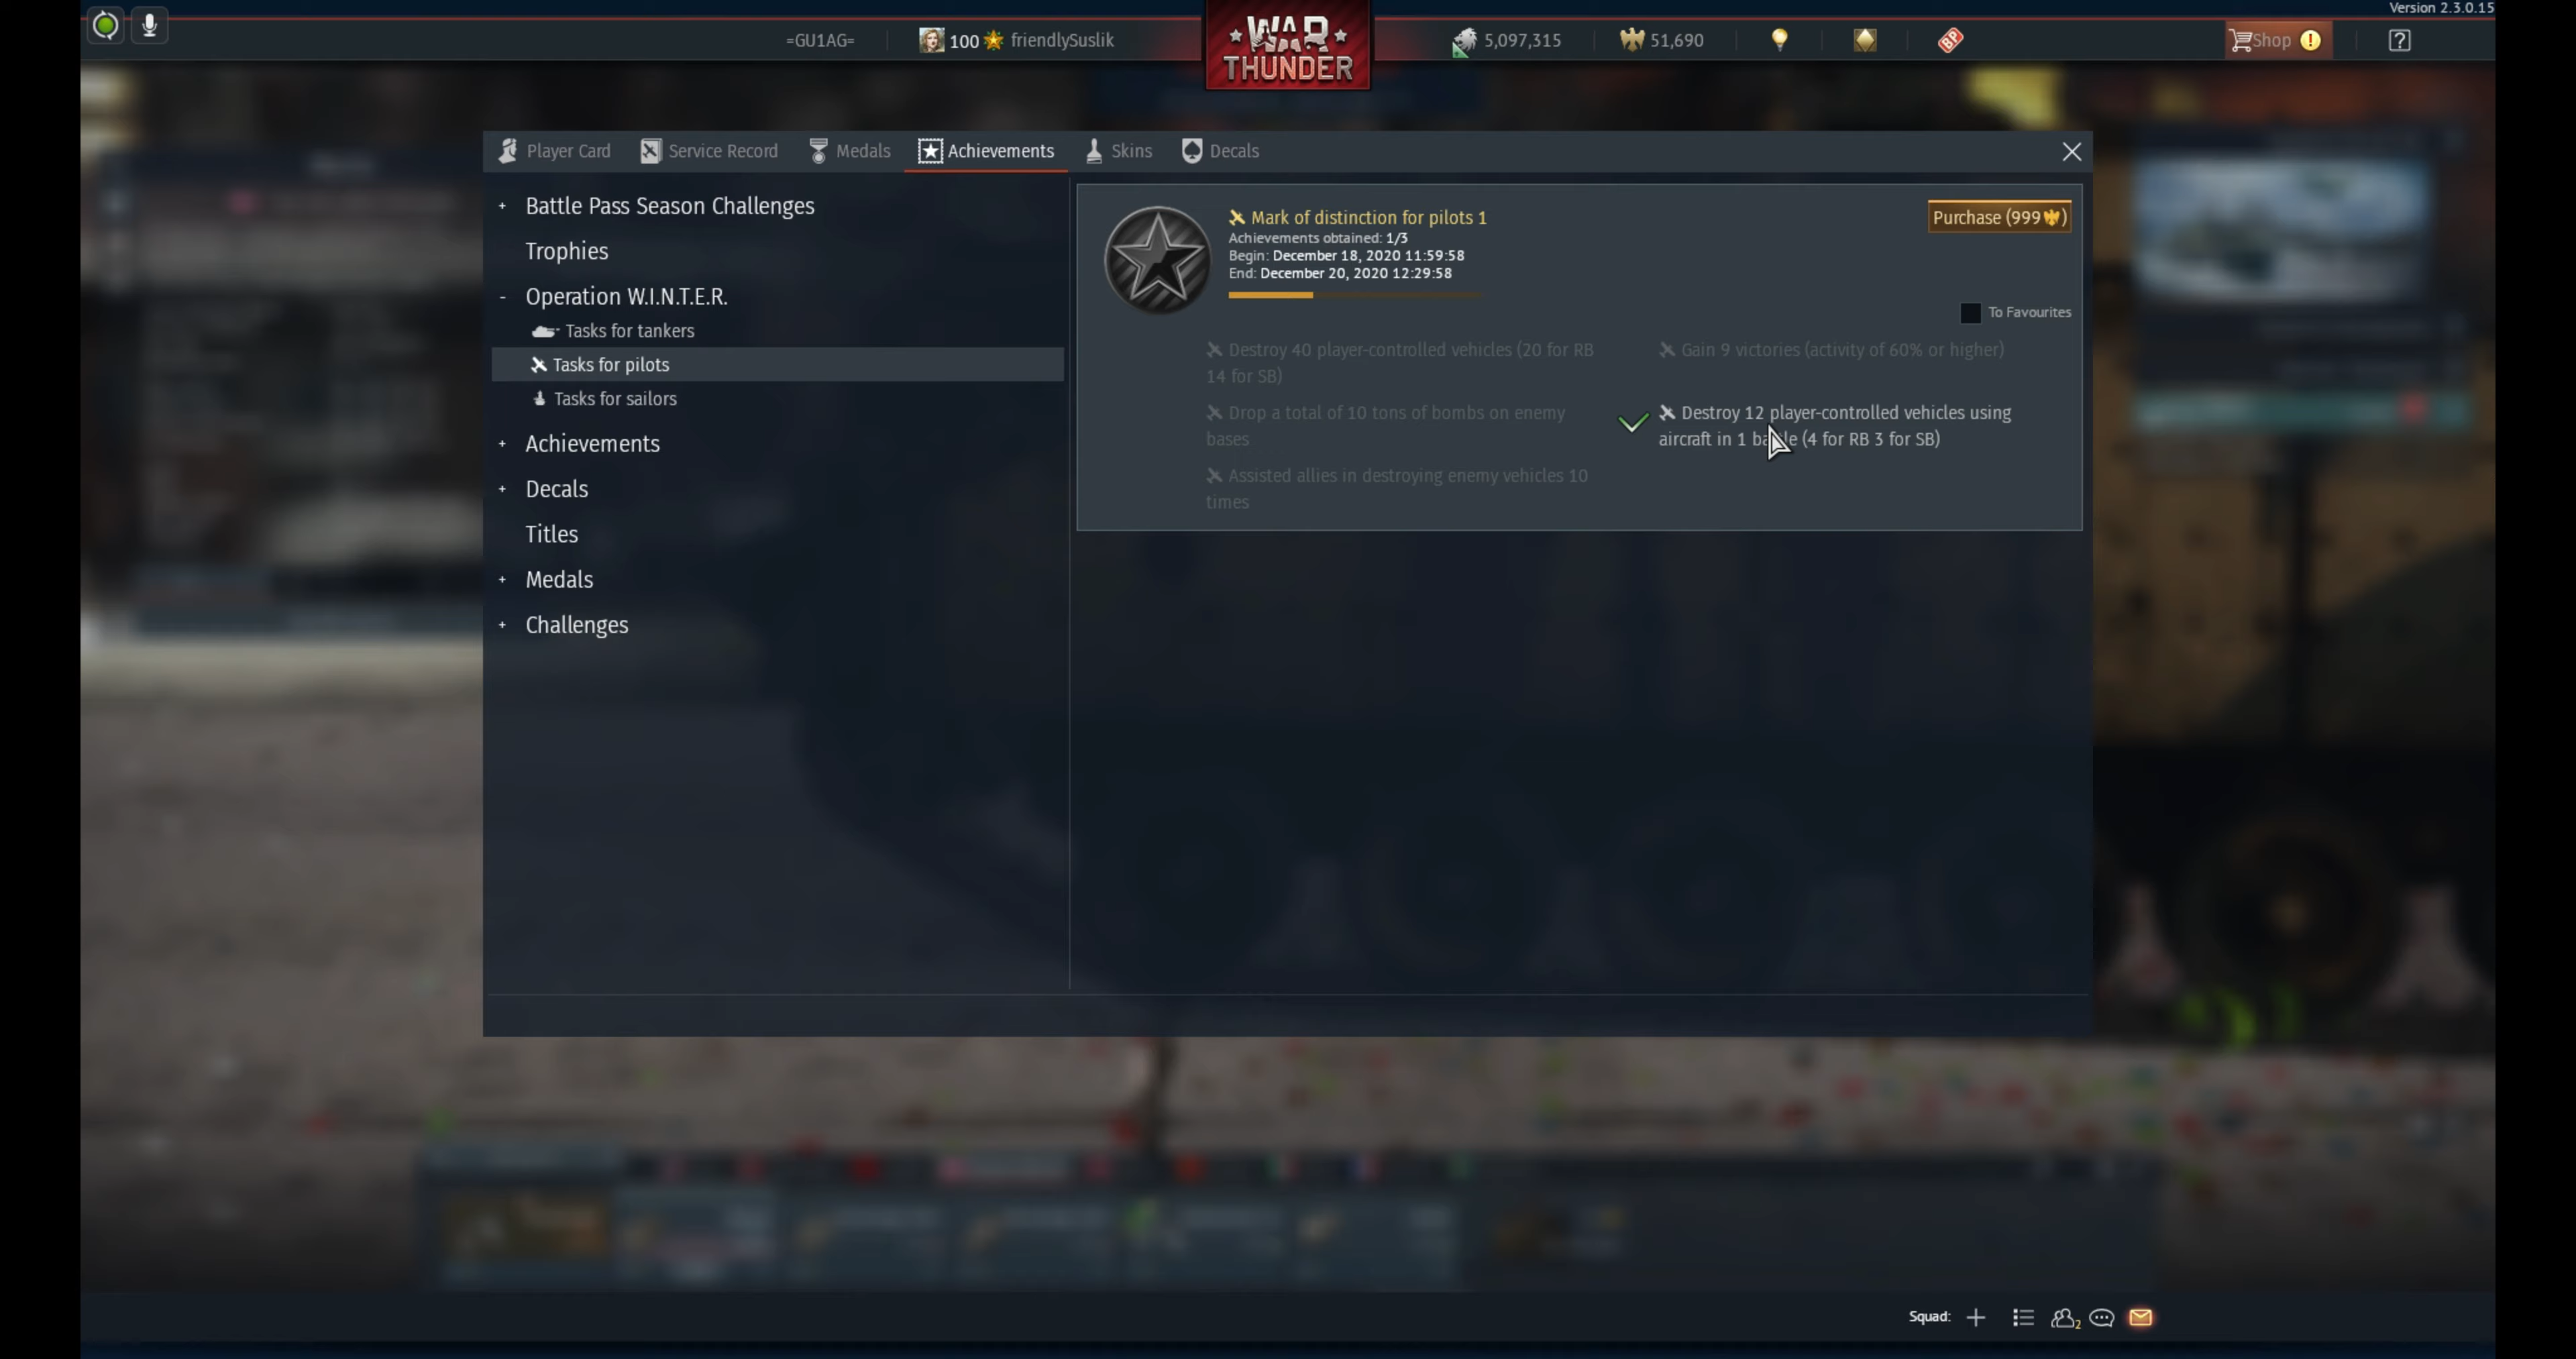 Version 2.3.0.15
=GU1AG=
100 friendlySuslik
WAR
THUNDER
5,097,315
51,690
BP
Shop
Player Card
Service Record
Medals
Achievements
Skins
Decals
+ Battle Pass Season Challenges
Trophies
- Operation W.I.N.T.E.R.
Tasks for tankers
Tasks for pilots
Tasks for sailors
+ Achievements
+ Decals
Titles
+ Medals
+ Challenges
Mark of distinction for pilots 1
Achievements obtained: 1/3
Begin: December 18, 2020 11:59:58
End: December 20, 2020 12:29:58
Purchase (999)
To Favourites
Destroy 40 player-controlled vehicles (20 for RB
14 for SB)
Gain 9 victories (activity of 60% or higher)
Drop a total of 10 tons of bombs on enemy
bases
Destroy 12 player-controlled vehicles using
aircraft in 1 battle (4 for RB 3 for SB)
Assisted allies in destroying enemy vehicles 10
times
Squad:
2